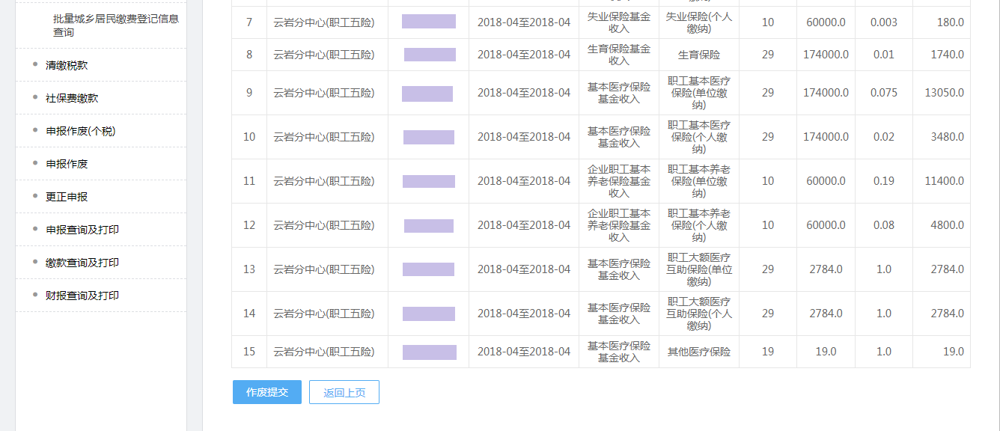 批量城乡居民缴费登记信息
查询
清缴税款
社保费缴款
申报作废(个税)
申报作废
更正申报
申报查询及打印
缴款查询及打印
财报查询及打印
7 云岩分中心(职工五险) 2018-04至2018-04 失业保险基金 失业保险(个人 10 60000.0 0.003 180.0
收入 缴纳)
8 云岩分中心(职工五险) 2018-04至2018-04 生育保险基金 生育保险 29 174000.0 0.01 1740.0
收入
9 云岩分中心(职工五险) 2018-04至2018-04 基本医疗保险 职工基本医疗 29 174000.0 0.075 13050.0
基金收入 保险(单位缴
纳)
10 云岩分中心(职工五险) 2018-04至2018-04 基本医疗保险 职工基本医疗 29 174000.0 0.02 3480.0
基金收入 保险(个人缴
纳)
11 云岩分中心(职工五险) 2018-04至2018-04 企业职工基本 职工基本养老 10 60000.0 0.19 11400.0
养老保险基金 保险(单位缴
收入 纳)
12 云岩分中心(职工五险) 2018-04至2018-04 企业职工基本 职工基本养老 10 60000.0 0.08 4800.0
养老保险基金 保险(个人缴
收入 纳)
13 云岩分中心(职工五险) 2018-04至2018-04 基本医疗保险 职工大额医疗 29 2784.0 1.0 2784.0
基金收入 互助保险(单位
缴纳)
14 云岩分中心(职工五险) 2018-04至2018-04 基本医疗保险 职工大额医疗 29 2784.0 1.0 2784.0
基金收入 互助保险(个人
缴纳)
15 云岩分中心(职工五险) 2018-04至2018-04 基本医疗保险 其他医疗保险 19 19.0 1.0 19.0
基金收入
作废提交 返回上页